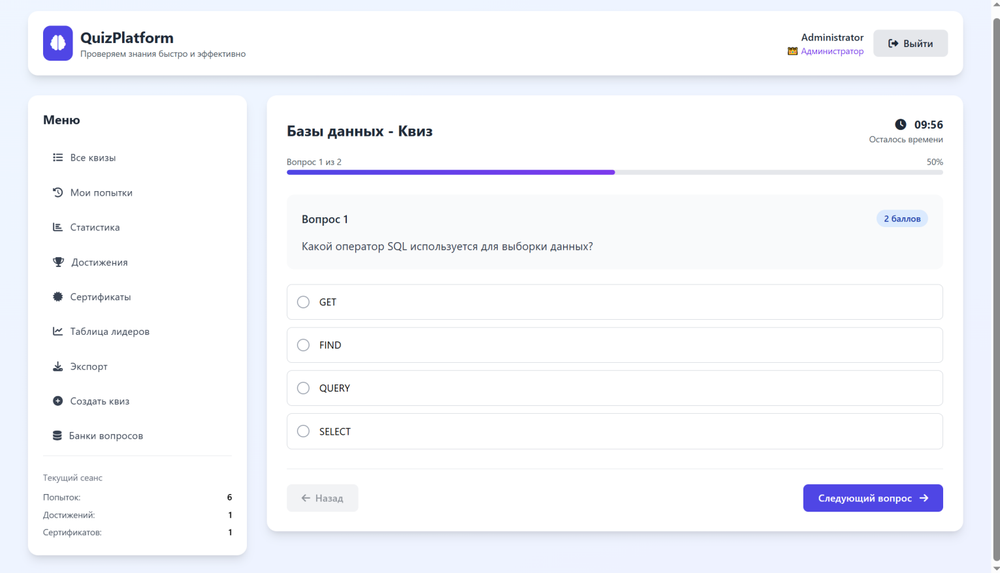 QuizPlatform
Проверяем знания быстро и эффективно
Administrator
Администратор
Выйти
Меню
Все квизы
Мои попытки
Статистика
Достижения
Сертификаты
Таблица лидеров
Экспорт
Создать квиз
Банки вопросов
Текущий сеанс
Попыток: 6
Достижений: 1
Сертификатов: 1
Базы данных - Квиз
09:56
Осталось времени
Вопрос 1 из 2 50%
Вопрос 1 2 баллов
Какой оператор SQL используется для выборки данных?
GET
FIND
QUERY
SELECT
Назад
Следующий вопрос